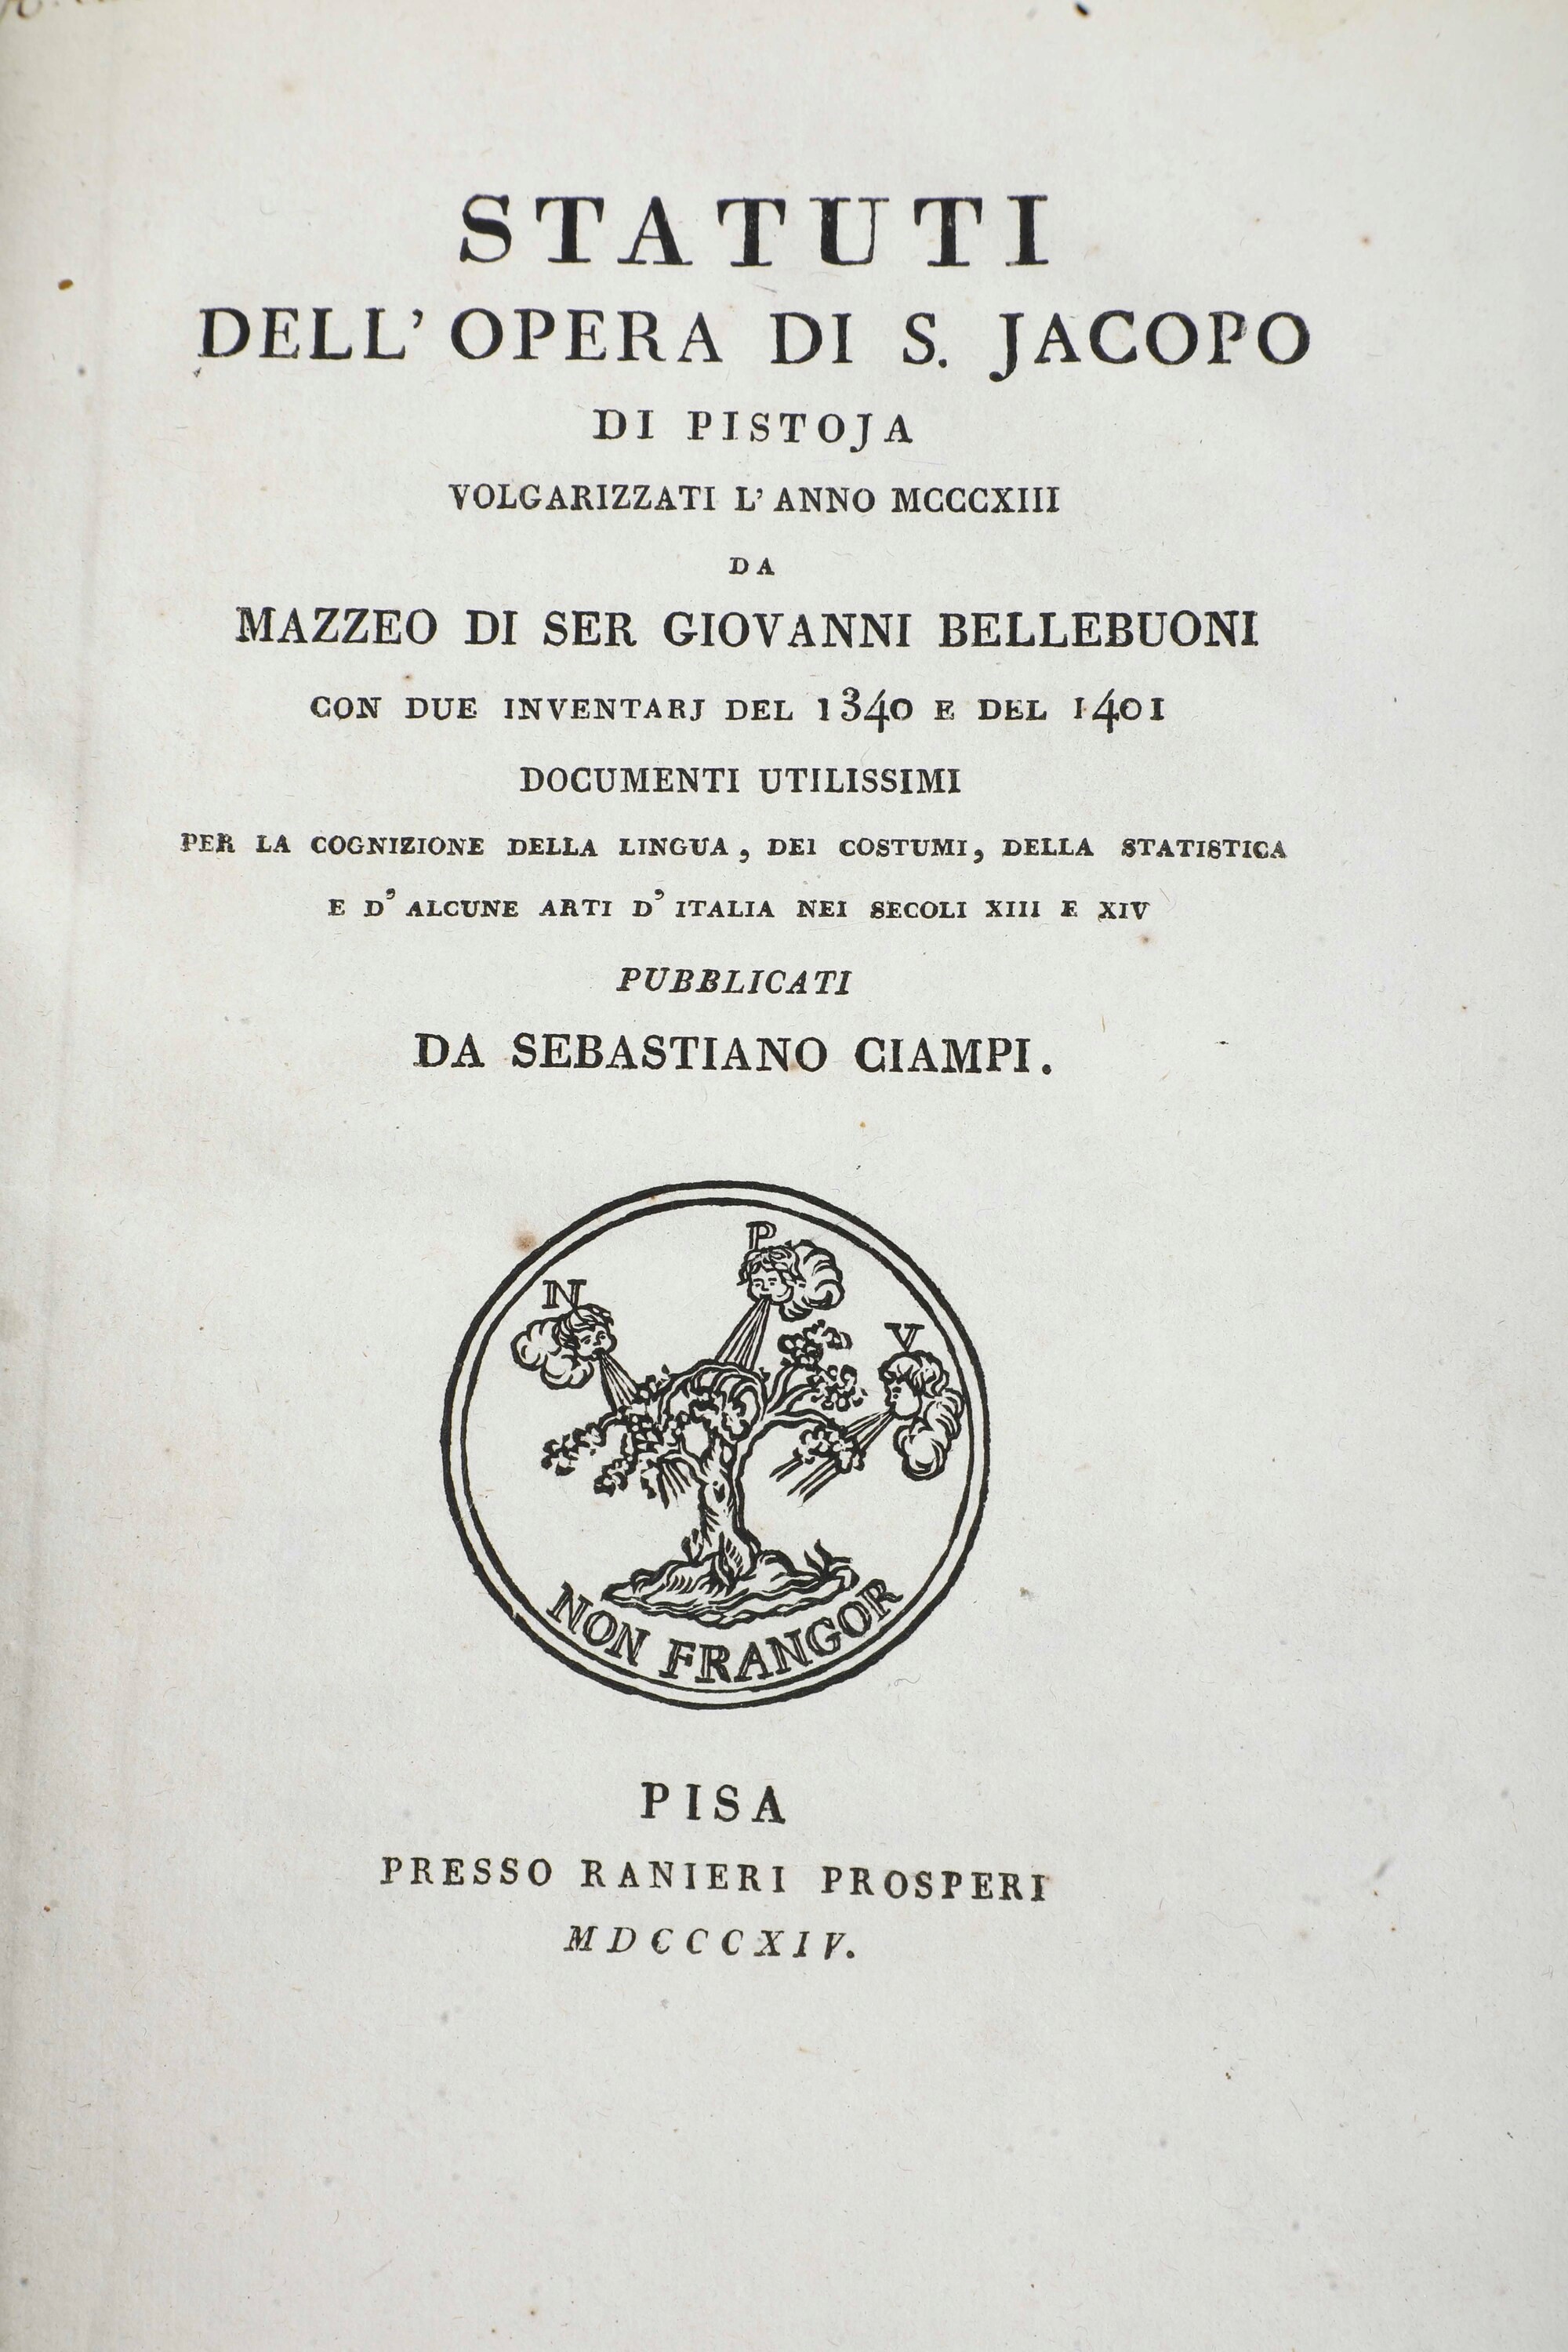 STATUTI
DELL' OPERA DI S. JACOPO
DI PISTOJA
VOLGARIZZATI L' ANNO MCCCXIII
DA
MAZZEO DI SER GIOVANNI BELLEBUONI
CON DUE INVENTARJ DEL 1340 E DEL 1401
DOCUMENTI UTILISSIMI
PER LA COGNIZIONE DELLA LINGUA, DEI COSTUMI, DELLA STATISTICA
E D' ALCUNE ARTI D' ITALIA NEI SECOLI XIII E XIV
PUBBLICATI
DA SEBASTIANO CIAMPI.
N P V
NON FRANGOR
PISA
PRESSO RANIERI PROSPERI
MDCCCXIV.